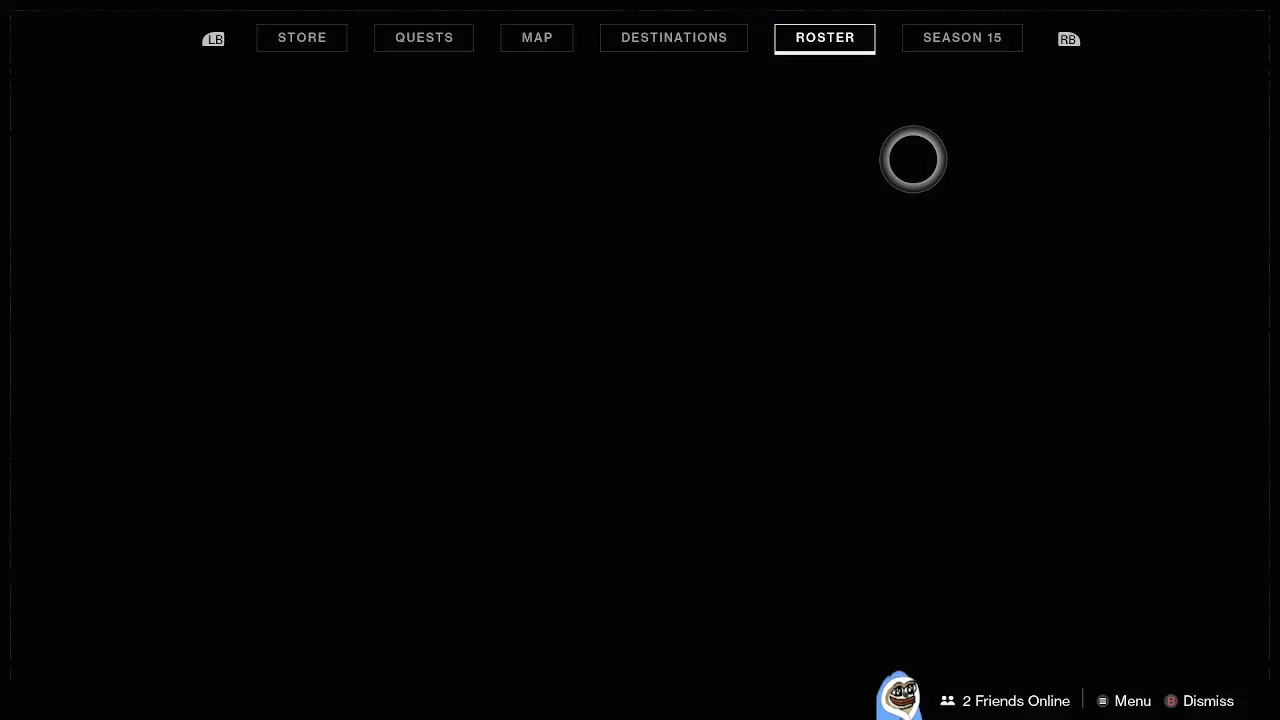 LB STORE QUESTS MAP DESTINATIONS ROSTER SEASON 15 RB
2 Friends Online Menu B Dismiss